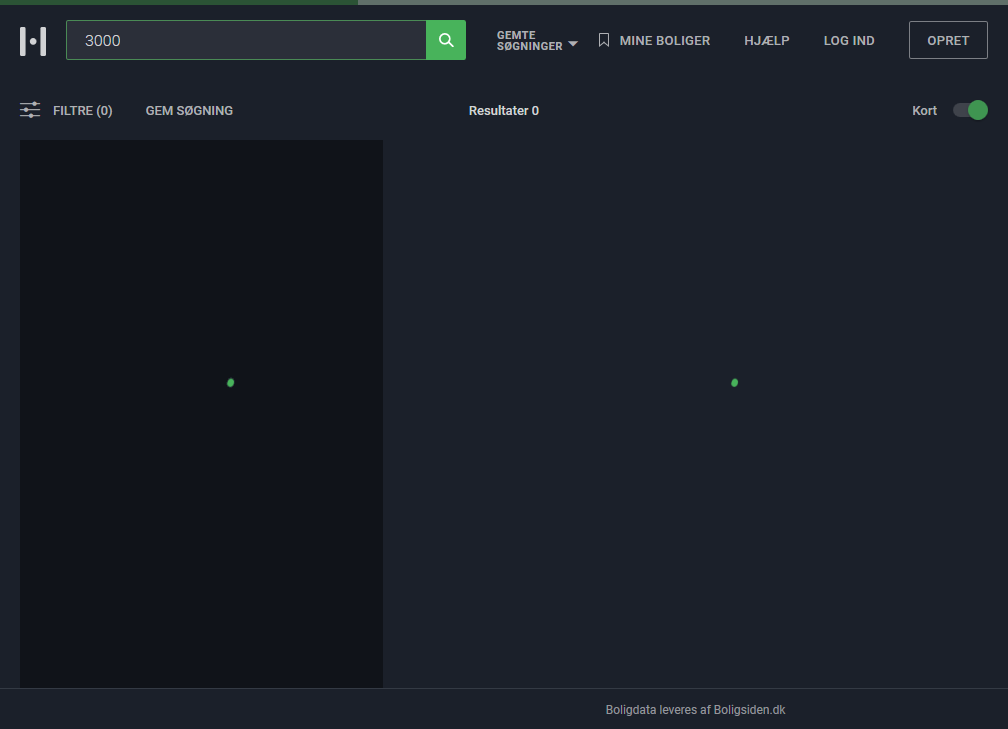 3000
GEMTE
SØGNINGER
MINE BOLIGER
HJÆLP
LOG IND
OPRET
FILTRE (0)
GEM SØGNING
Resultater 0
Kort
Boligdata leveres af Boligsiden.dk